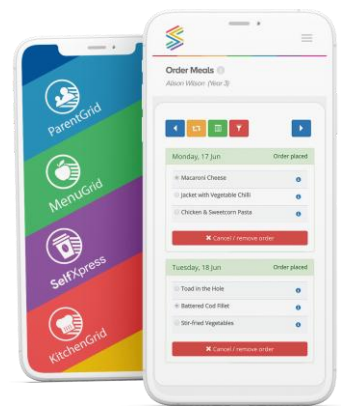 ParentGrid
MenuGrid
SelfXpress
KitchenGrid
Order Meals
Alison Wilson (Year 3)
Monday, 17 Jun Order placed
Macaroni Cheese
Jacket with Vegetable Chilli
Chicken & Sweetcorn Pasta
✖ Cancel / remove order
Tuesday, 18 Jun Order placed
Toad in the Hole
Battered Cod Fillet
Stir-fried Vegetables
✖ Cancel / remove order